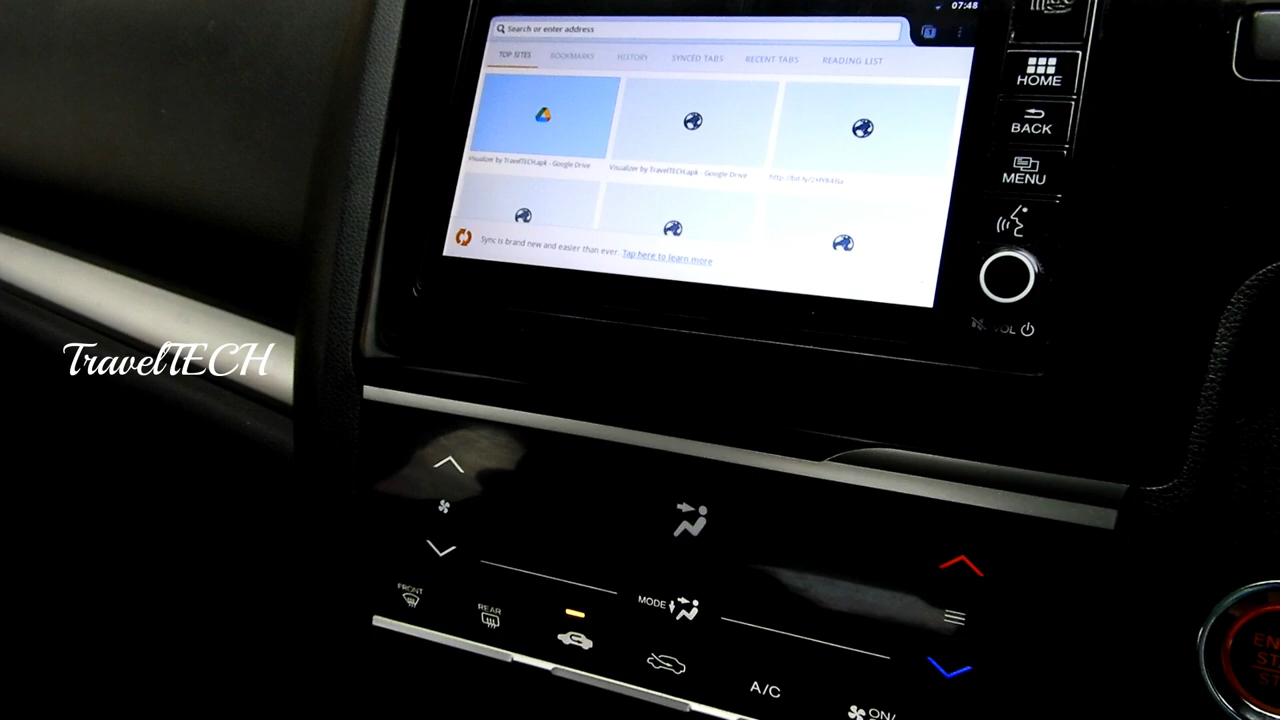 07:48
Search or enter address
TOP SITES
BOOKMARKS
HISTORY
SYNCED TABS
RECENT TABS
READING LIST
Visualizer by TravelTECH.apk - Google Drive
Visualizer by TravelTECH.apk - Google Drive
Sync is brand new and easier than ever. Tap here to learn more
HOME
BACK
MENU
VOL
TravelTECH
FRONT
REAR
MODE
A/C
ON/